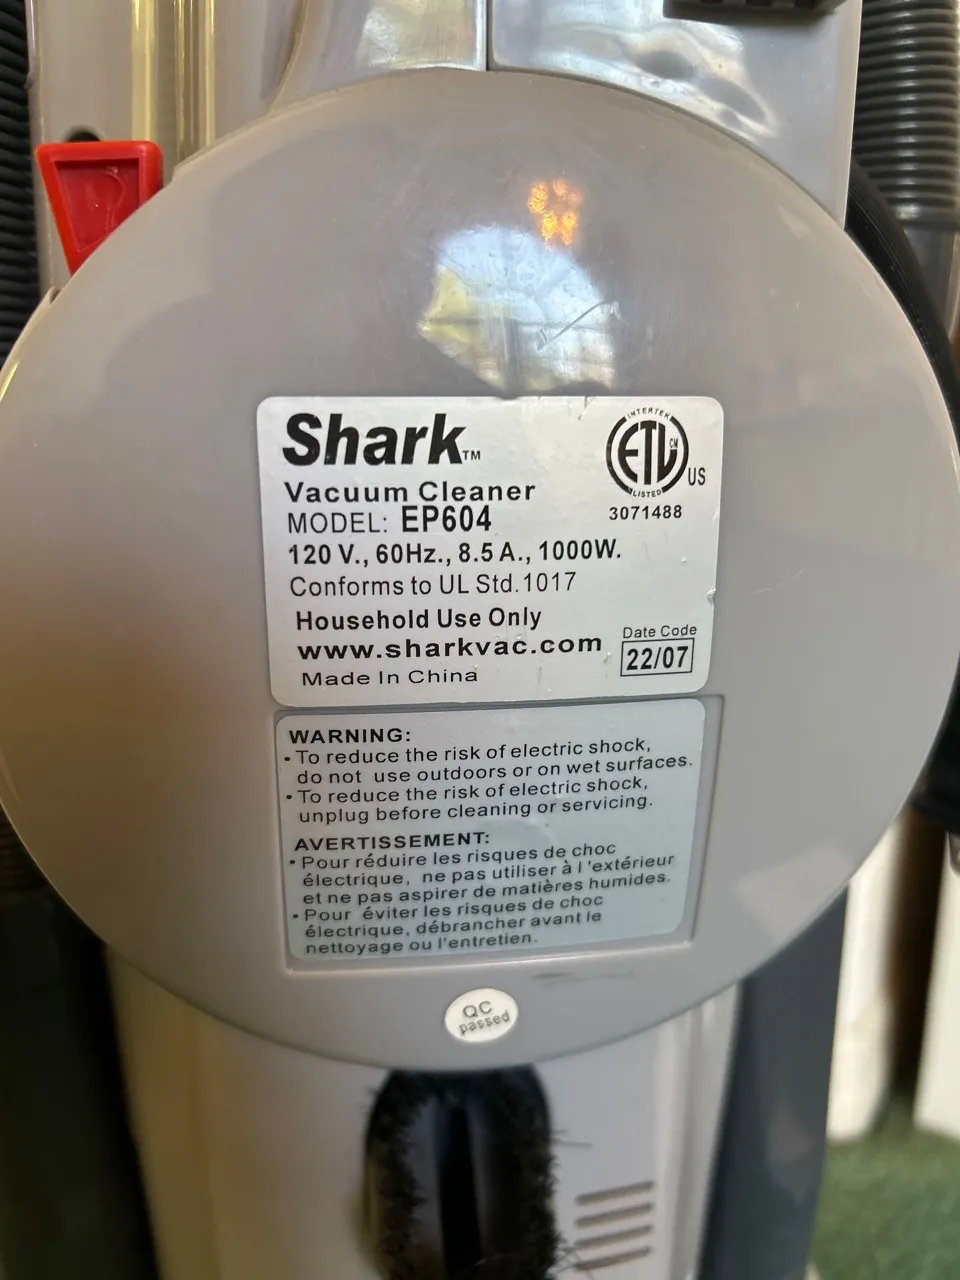 Shark™
Vacuum Cleaner
MODEL: EP604
120 V., 60Hz., 8.5 A., 1000W.
Conforms to UL Std.1017
Household Use Only
www.sharkvac.com
Made In China
INTERTEK
ETL CM
LISTED
US
3071488
Date Code
22/07
WARNING:
• To reduce the risk of electric shock,
do not use outdoors or on wet surfaces.
• To reduce the risk of electric shock,
unplug before cleaning or servicing.
AVERTISSEMENT:
• Pour réduire les risques de choc
électrique, ne pas utiliser à l'extérieur
et ne pas aspirer de matières humides.
• Pour éviter les risques de choc
électrique, débrancher avant le
nettoyage ou l'entretien.
QC
passed